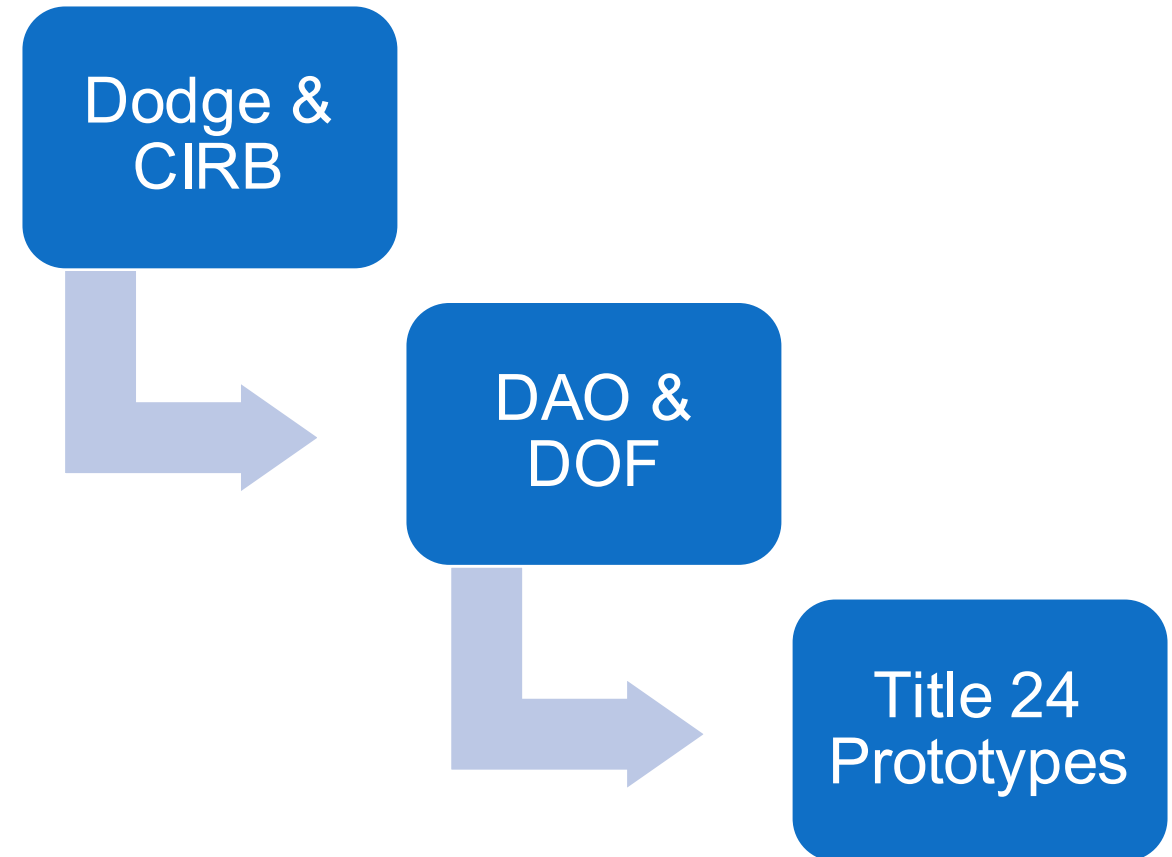 Dodge &
CIRB
DAO &
DOF
Title 24
Prototypes